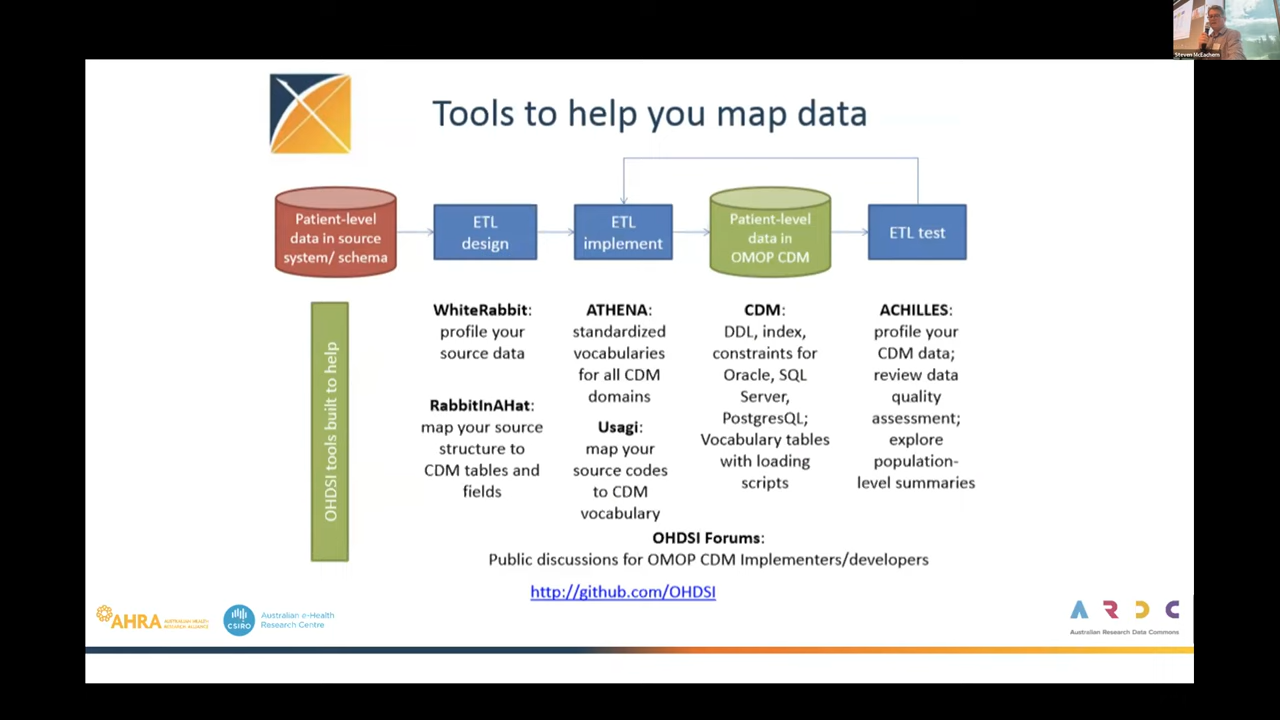 Steven McEachern
Tools to help you map data
Patient-level
data in source
system/ schema
ETL
design
ETL
implement
Patient-level
data in
OMOP CDM
ETL test
OHDSI tools built to help
WhiteRabbit:
profile your
source data
RabbitInAHat:
map your source
structure to
CDM tables and
fields
ATHENA:
standardized
vocabularies
for all CDM
domains
Usagi:
map your
source codes
to CDM
vocabulary
CDM:
DDL, index,
constraints for
Oracle, SQL
Server,
PostgresQL;
Vocabulary tables
with loading
scripts
ACHILLES:
profile your
CDM data;
review data
quality
assessment;
explore
population-
level summaries
OHDSI Forums:
Public discussions for OMOP CDM Implementers/developers
http://github.com/OHDSI
AHRA
AUSTRALIAN HEALTH
RESEARCH ALLIANCE
CSIRO
Australian e-Health
Research Centre
ARDC
Australian Research Data Commons